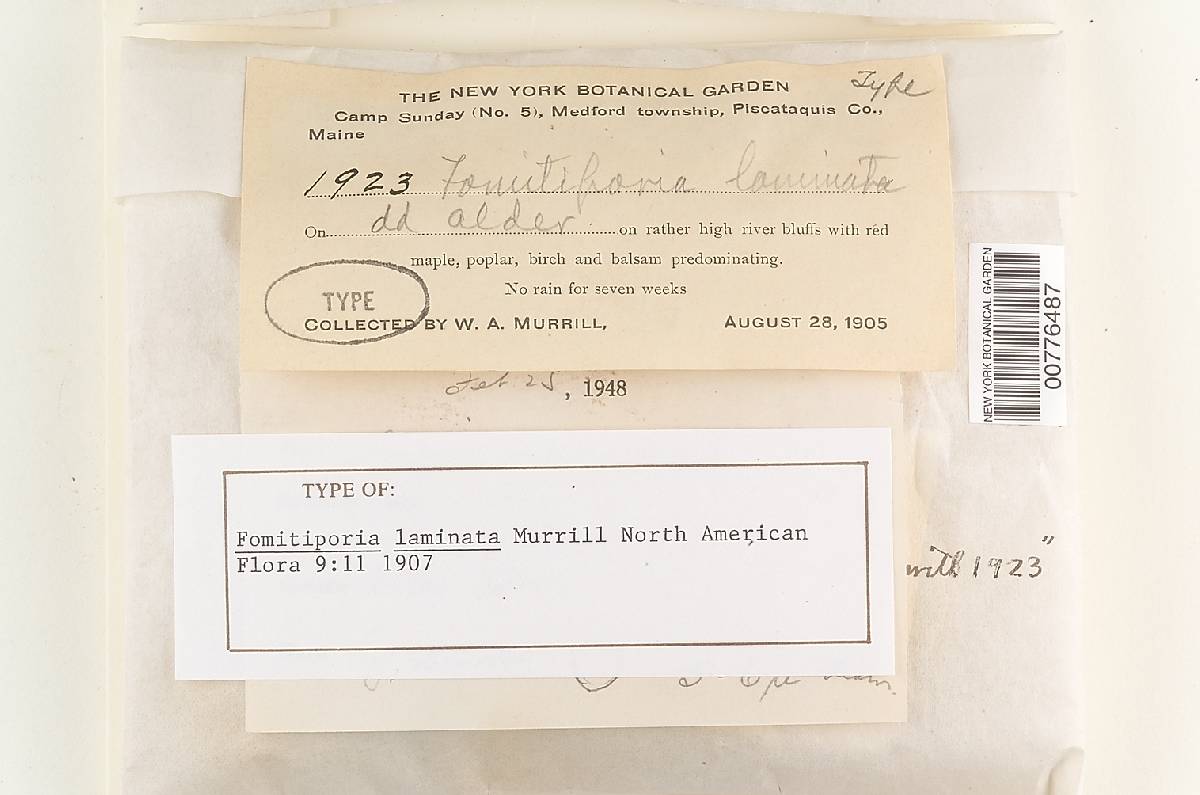 THE NEW YORK BOTANICAL GARDEN Type
Camp Sunday (No. 5), Medford township, Piscataquis Co.,
Maine
1923 Fomitiporia laminata
On dd alder on rather high river bluffs with red
maple, poplar, birch and balsam predominating.
No rain for seven weeks
TYPE
COLLECTED BY W. A. MURRILL, AUGUST 28, 1905
NEW YORK BOTANICAL GARDEN
00776487
Feb 25, 1948
TYPE OF:
Fomitiporia laminata Murrill North American
Flora 9:11 1907
with 1923"